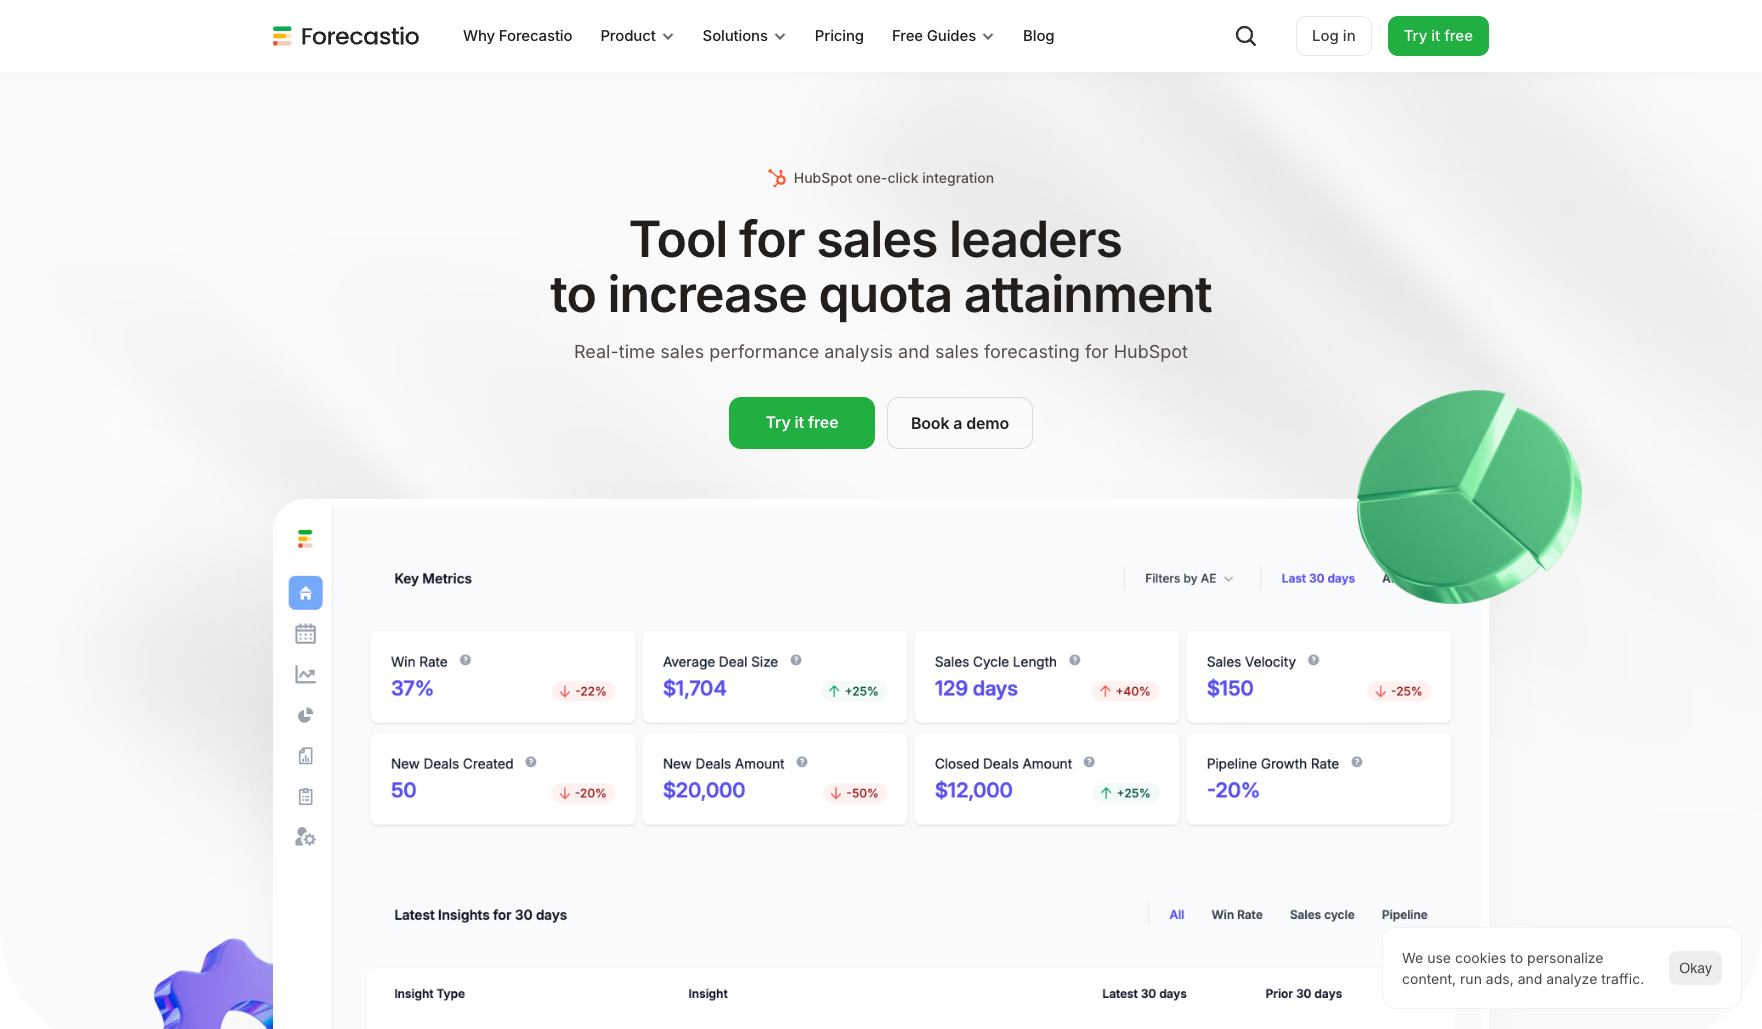 Forecastio
Why Forecastio
Product
Solutions
Pricing
Free Guides
Blog
Log in
Try it free
HubSpot one-click integration
Tool for sales leaders
to increase quota attainment
Real-time sales performance analysis and sales forecasting for HubSpot
Try it free
Book a demo
Key Metrics
Filters by AE
Last 30 days
Win Rate
37%
-22%
Average Deal Size
$1,704
+25%
Sales Cycle Length
129 days
+40%
Sales Velocity
$150
-25%
New Deals Created
50
-20%
New Deals Amount
$20,000
-50%
Closed Deals Amount
$12,000
+25%
Pipeline Growth Rate
-20%
Latest Insights for 30 days
All
Win Rate
Sales cycle
Pipeline
Insight Type
Insight
Latest 30 days
Prior 30 days
We use cookies to personalize
content, run ads, and analyze traffic.
Okay